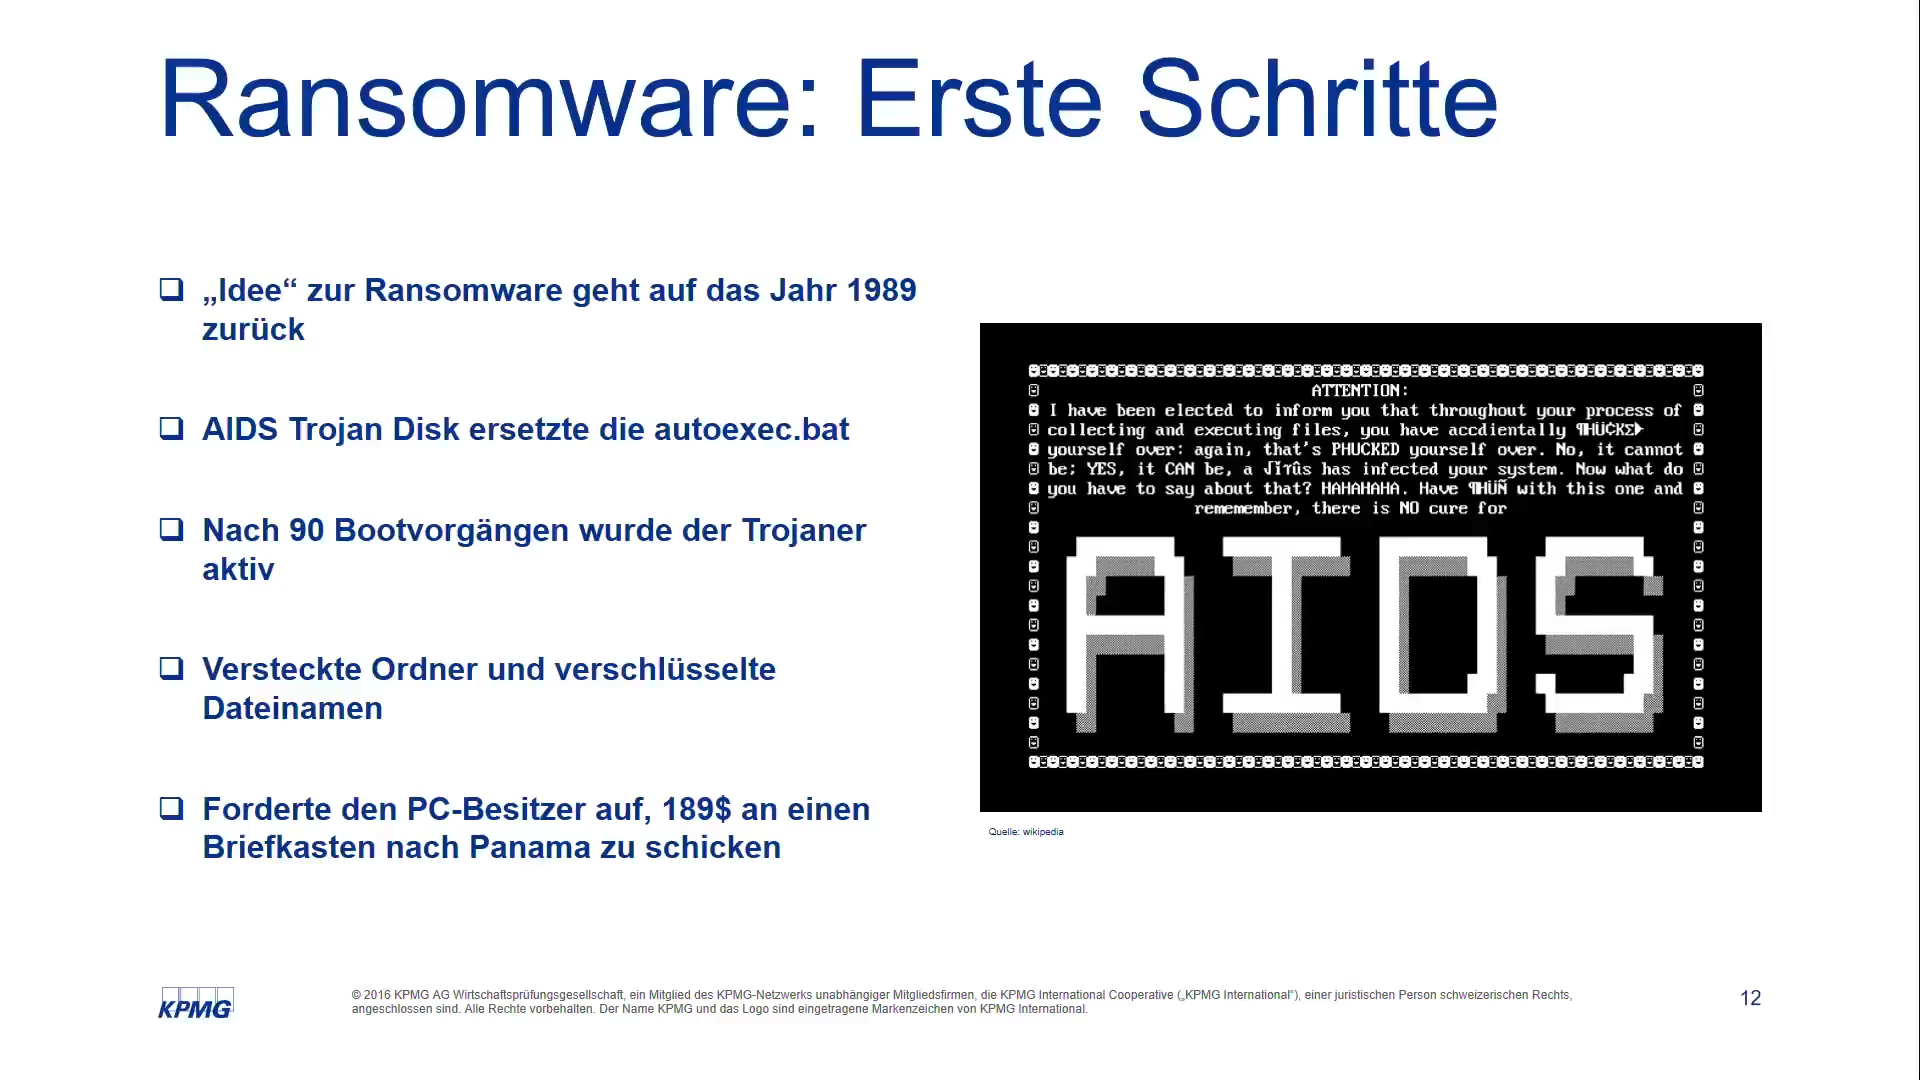 Ransomware: Erste Schritte
„Idee“ zur Ransomware geht auf das Jahr 1989
zurück
AIDS Trojan Disk ersetzte die autoexec.bat
Nach 90 Bootvorgängen wurde der Trojaner
aktiv
Versteckte Ordner und verschlüsselte
Dateinamen
Forderte den PC-Besitzer auf, 189$ an einen
Briefkasten nach Panama zu schicken
ATTENTION:
I have been elected to inform you that throughout your process of
collecting and executing files, you have accdientally ¶HÜ¢KΣ
yourself over: again, that's PHUCKED yourself over. No, it cannot
be; YES, it CAN be, a √ìτûs has infected your system. Now what do
you have to say about that? HAHAHAHA. Have ¶HÜÑ with this one and
rememember, there is NO cure for
AIDS
Quelle: wikipedia
KPMG
© 2016 KPMG AG Wirtschaftsprüfungsgesellschaft, ein Mitglied des KPMG-Netzwerks unabhängiger Mitgliedsfirmen, die KPMG International Cooperative („KPMG International“), einer juristischen Person schweizerischen Rechts,
angeschlossen sind. Alle Rechte vorbehalten. Der Name KPMG und das Logo sind eingetragene Markenzeichen von KPMG International.
12